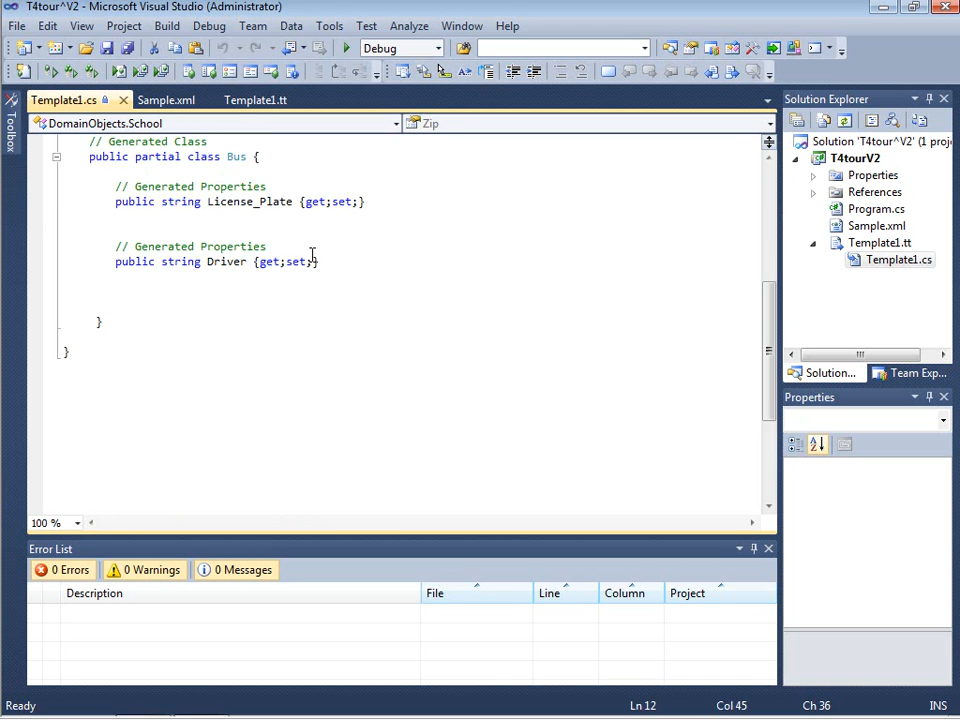 T4tour^V2 - Microsoft Visual Studio (Administrator)
File Edit View Project Build Debug Team Data Tools Test Analyze Window Help
Debug
Template1.cs Sample.xml Template1.tt
DomainObjects.School Zip
// Generated Class
public partial class Bus {
// Generated Properties
public string License_Plate {get;set;}
// Generated Properties
public string Driver {get;set;}
}
}
100 %
Toolbox
Solution Explorer
Solution 'T4tour^V2' (1 proje
T4tourV2
Properties
References
Program.cs
Sample.xml
Template1.tt
Template1.cs
Solution... Team Exp...
Properties
Error List
0 Errors 0 Warnings 0 Messages
Description File Line Column Project
Ready Ln 12 Col 45 Ch 36 INS